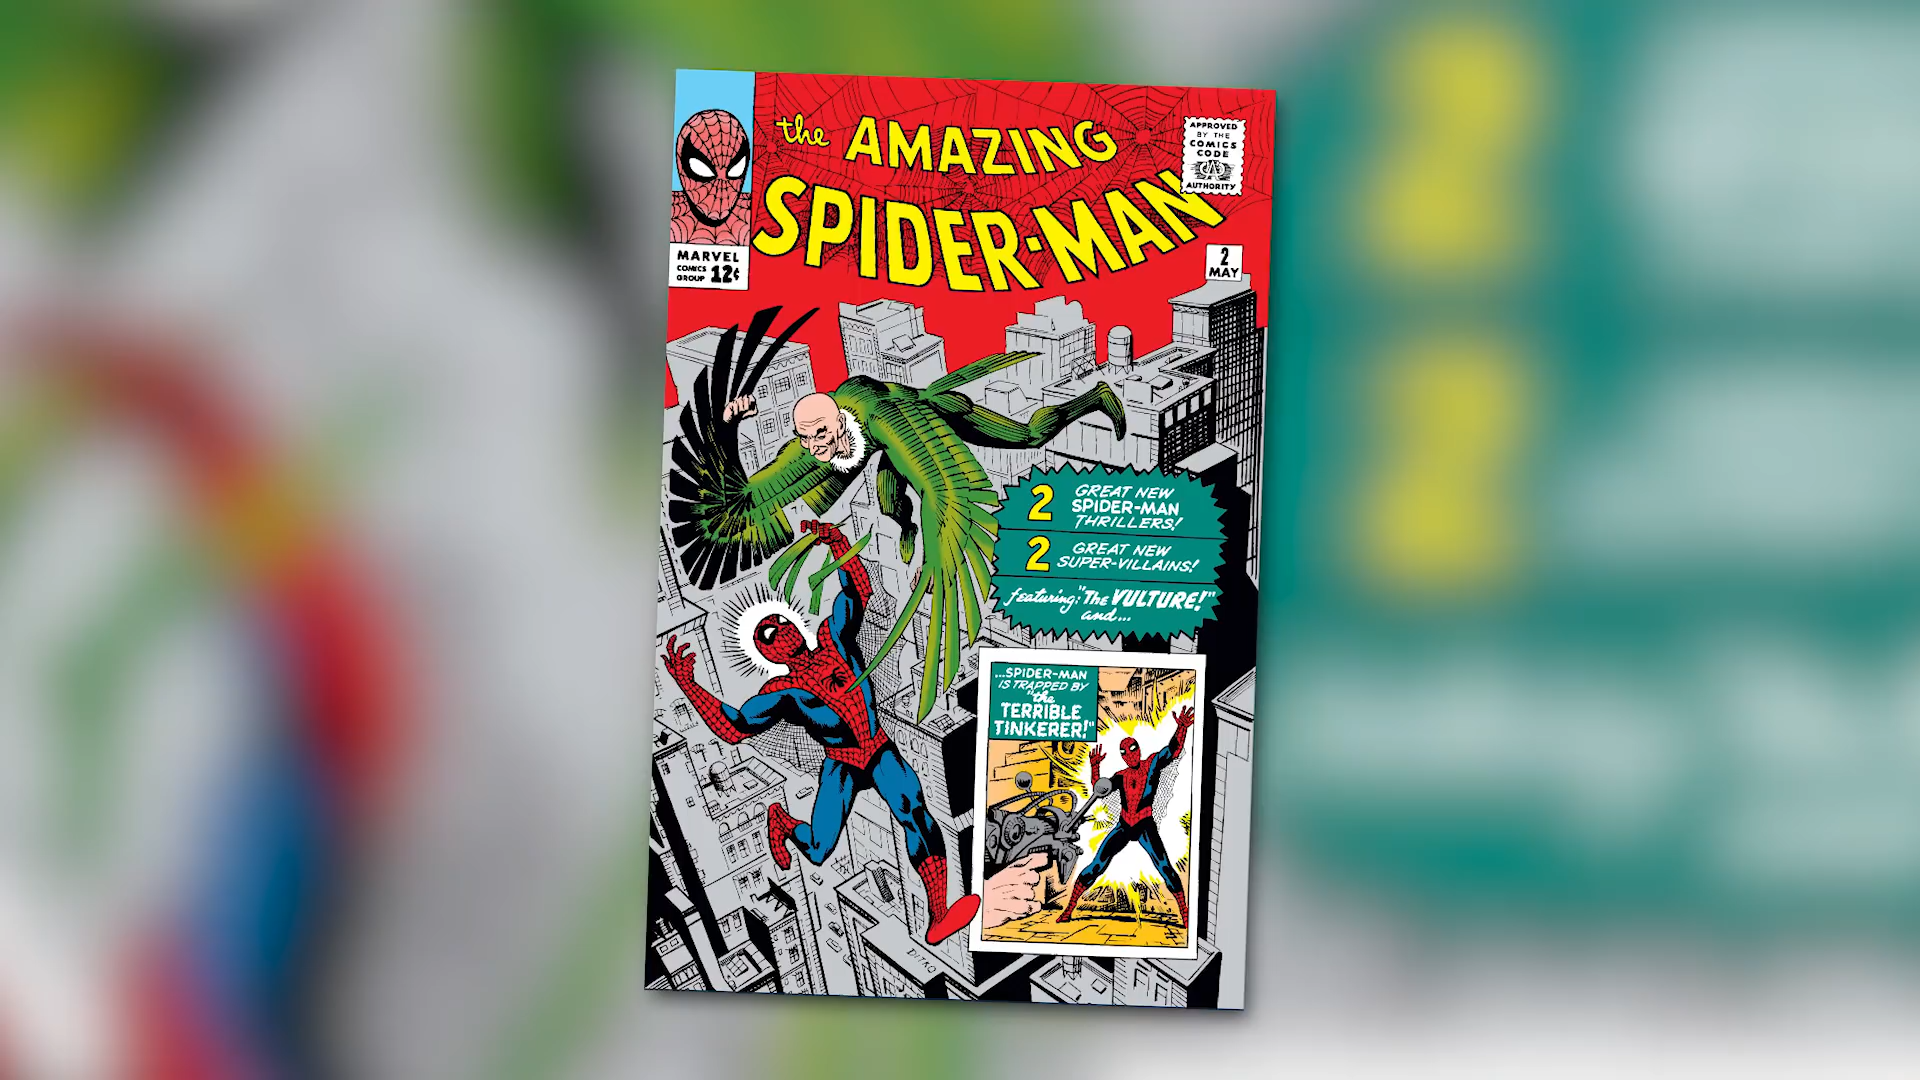 the AMAZING
SPIDER-MAN
APPROVED
BY THE
COMICS
CODE
AUTHORITY
MARVEL
COMICS
GROUP 12¢
2
MAY
2 GREAT NEW
SPIDER-MAN
THRILLERS!
2 GREAT NEW
SUPER-VILLAINS!
featuring: "The VULTURE!"
and...
...SPIDER-MAN
IS TRAPPED BY
"the
TERRIBLE
TINKERER!"
DITKO